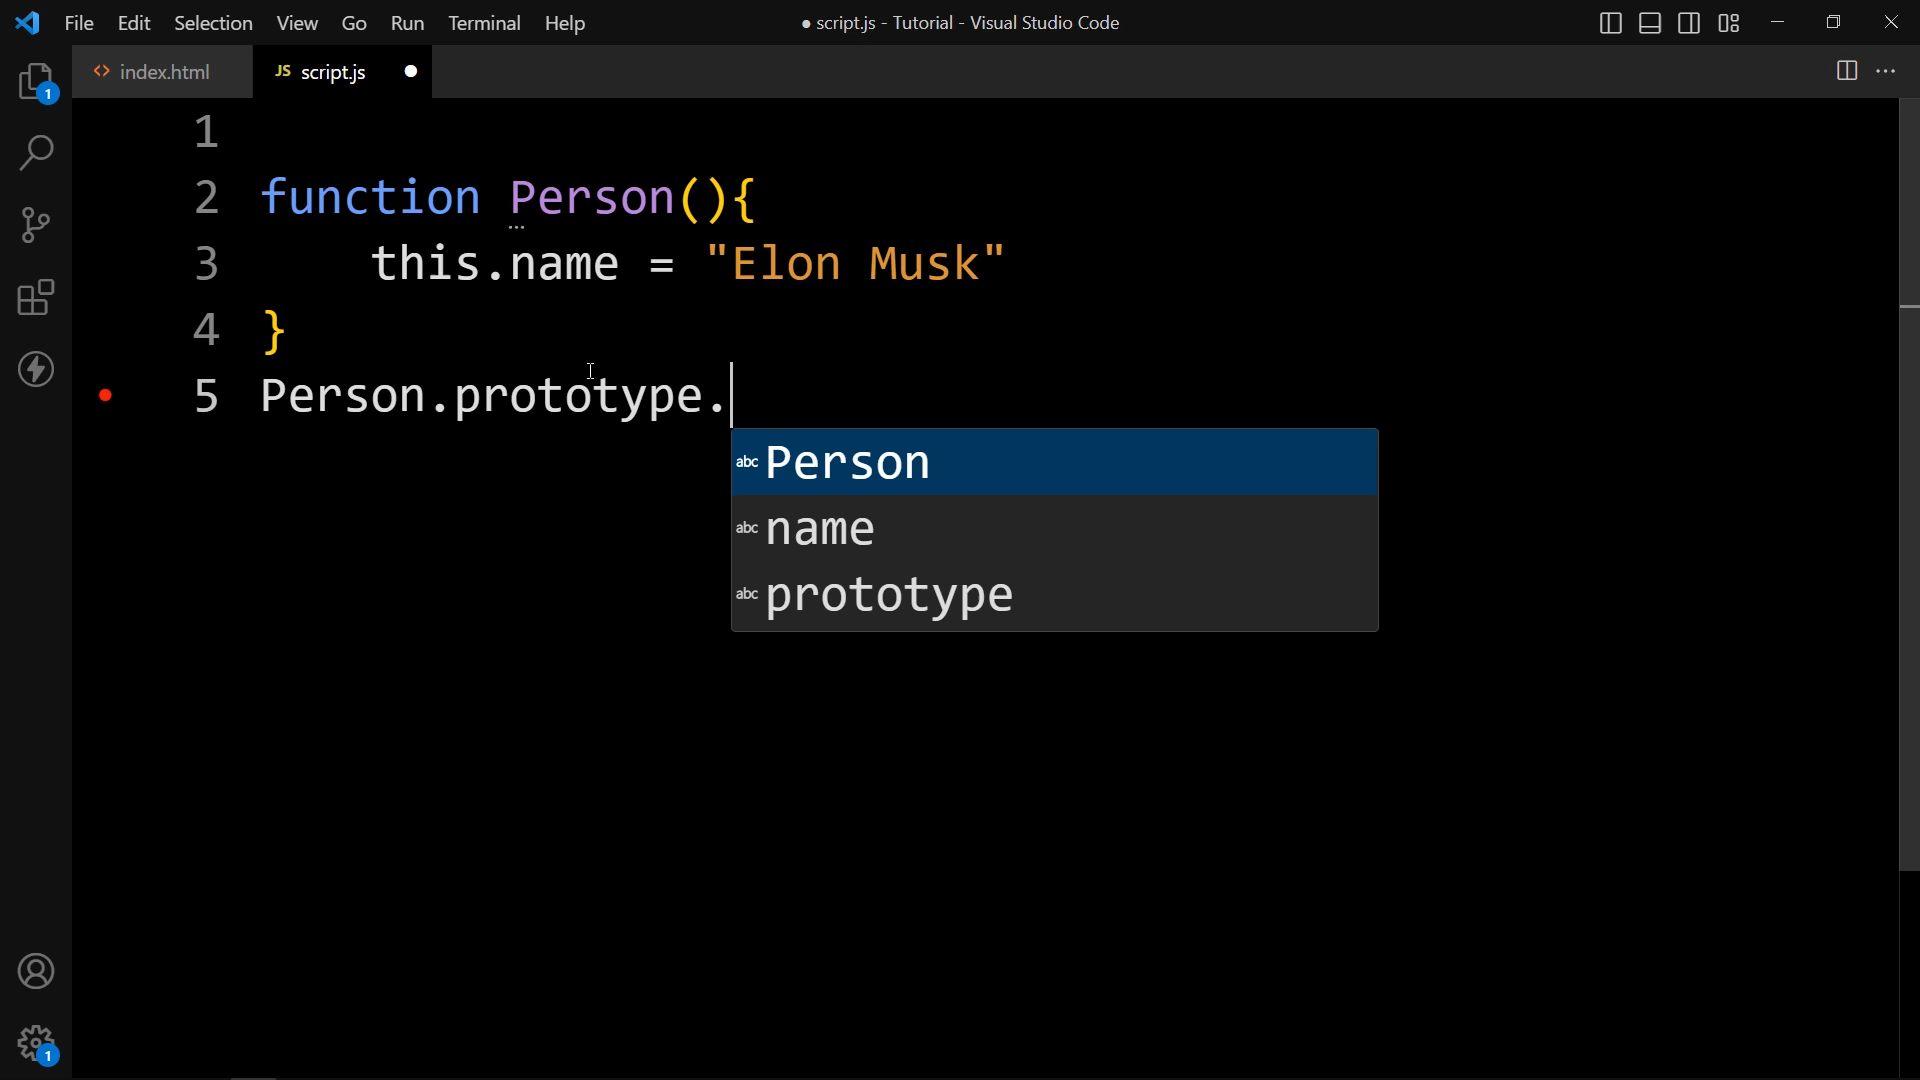 File Edit Selection View Go Run Terminal Help
● script.js - Tutorial - Visual Studio Code
<> index.html
JS script.js ●
1
1
2 function Person(){
3 this.name = "Elon Musk"
4 }
5 Person.prototype.
abc Person
abc name
abc prototype
1